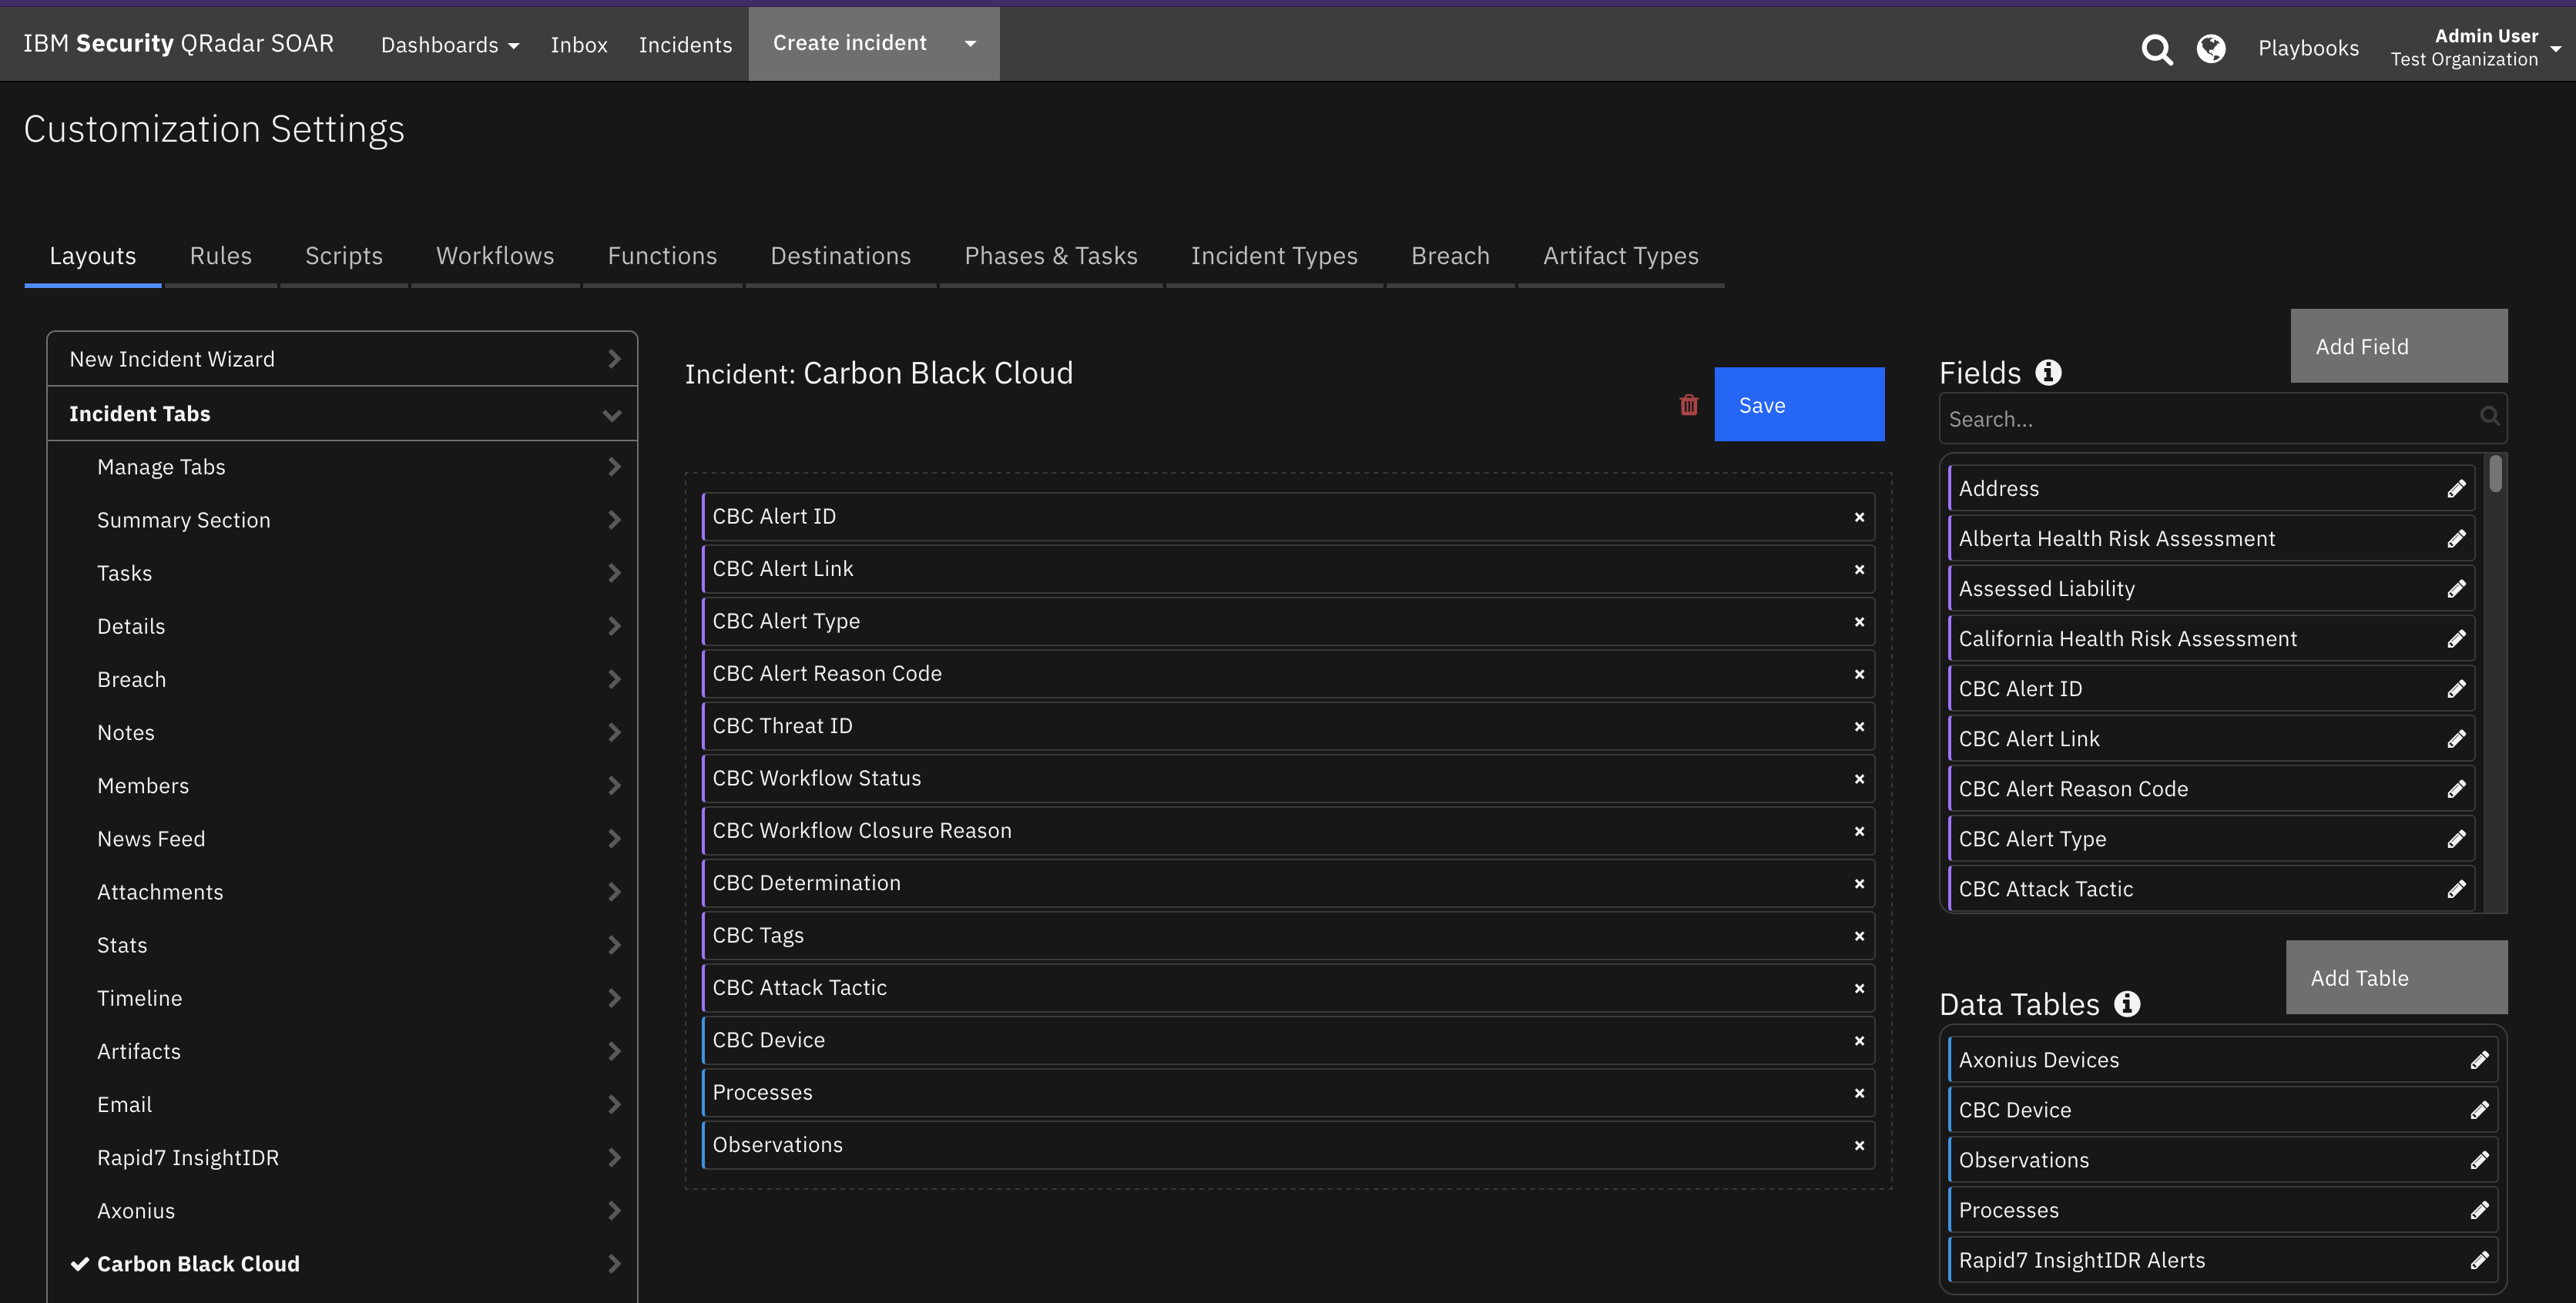 IBM Security QRadar SOAR
Dashboards
Inbox
Incidents
Create incident
Playbooks
Admin User
Test Organization
Customization Settings
Layouts
Rules
Scripts
Workflows
Functions
Destinations
Phases & Tasks
Incident Types
Breach
Artifact Types
New Incident Wizard
Incident Tabs
Manage Tabs
Summary Section
Tasks
Details
Breach
Notes
Members
News Feed
Attachments
Stats
Timeline
Artifacts
Email
Rapid7 InsightIDR
Axonius
Carbon Black Cloud
Incident: Carbon Black Cloud
Save
CBC Alert ID
CBC Alert Link
CBC Alert Type
CBC Alert Reason Code
CBC Threat ID
CBC Workflow Status
CBC Workflow Closure Reason
CBC Determination
CBC Tags
CBC Attack Tactic
CBC Device
Processes
Observations
Add Field
Fields
Search...
Address
Alberta Health Risk Assessment
Assessed Liability
California Health Risk Assessment
CBC Alert ID
CBC Alert Link
CBC Alert Reason Code
CBC Alert Type
CBC Attack Tactic
Add Table
Data Tables
Axonius Devices
CBC Device
Observations
Processes
Rapid7 InsightIDR Alerts